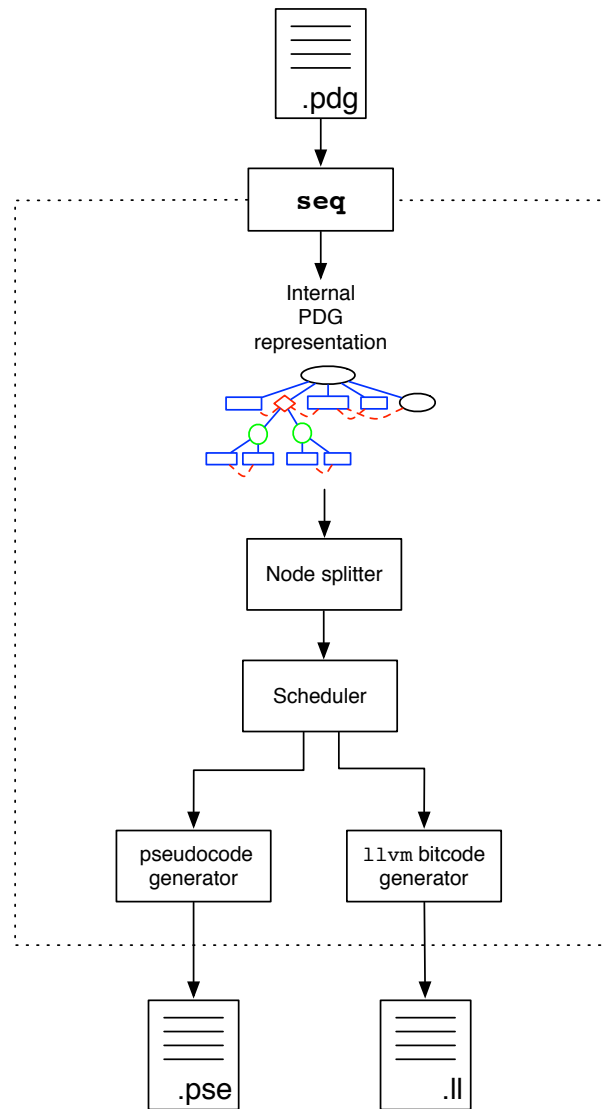 .pdg
seq
Internal
PDG
representation
Node splitter
Scheduler
pseudocode
generator
llvm bitcode
generator
.pse
.ll